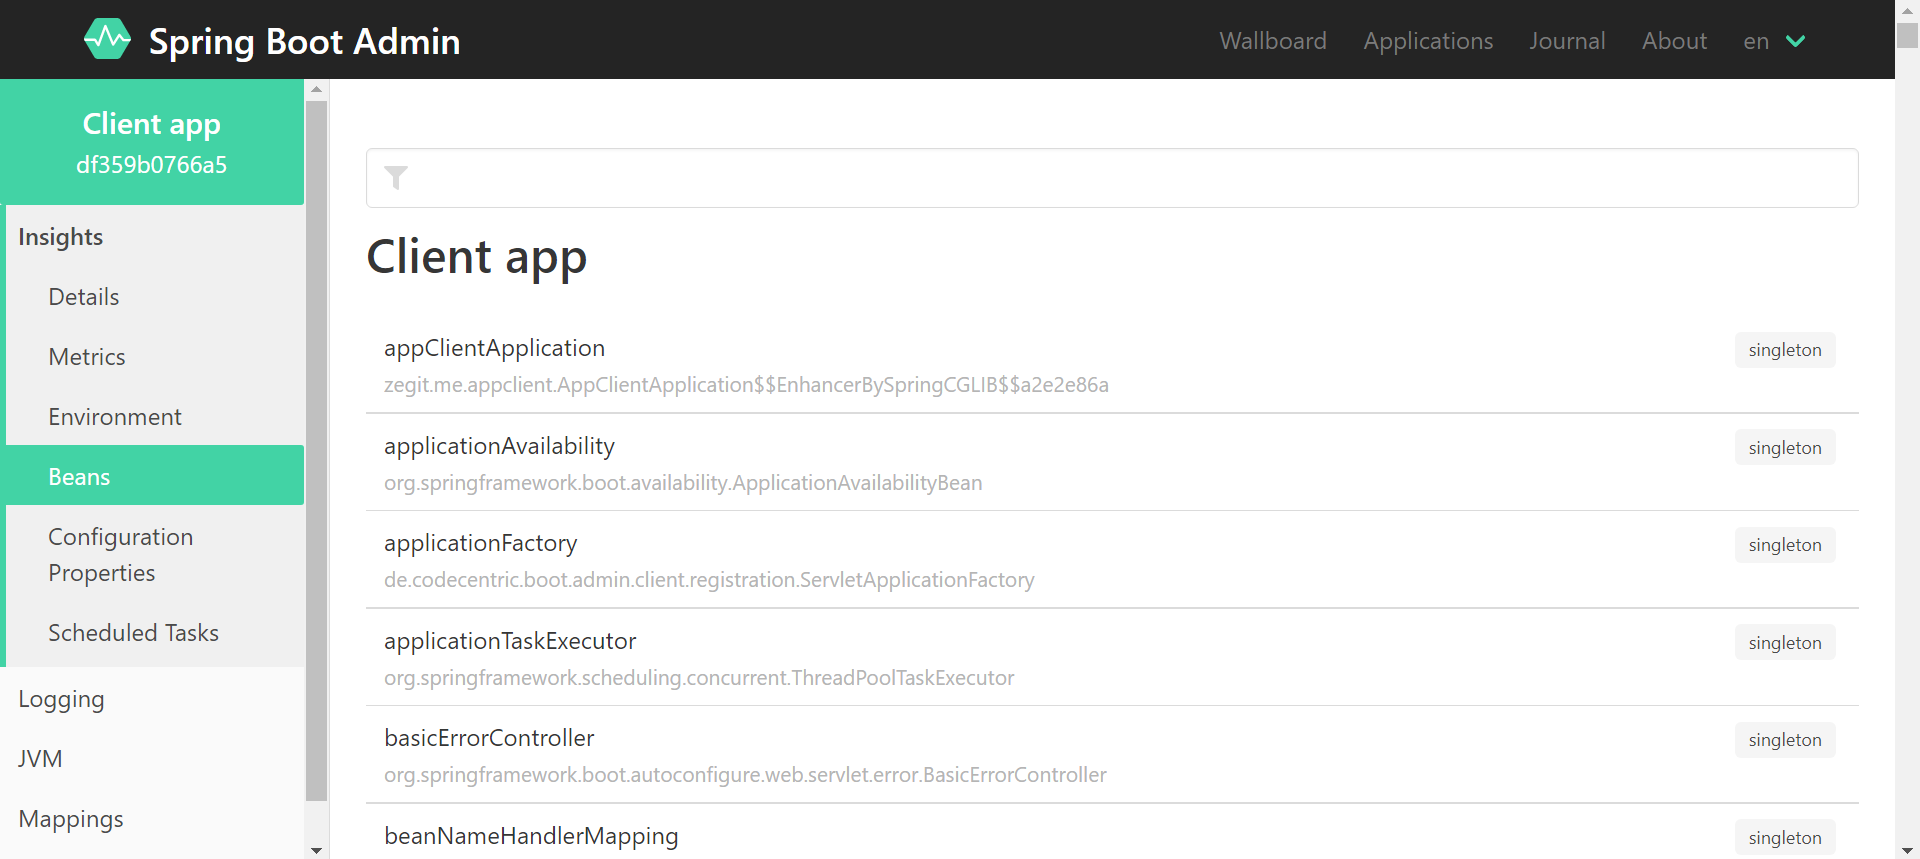 Spring Boot Admin
Wallboard Applications Journal About en
Client app
df359b0766a5
Insights
Details
Metrics
Environment
Beans
Configuration
Properties
Scheduled Tasks
Logging
JVM
Mappings
Client app
appClientApplication singleton
zegit.me.appclient.AppClientApplication$$EnhancerBySpringCGLIB$$a2e2e86a
applicationAvailability singleton
org.springframework.boot.availability.ApplicationAvailabilityBean
applicationFactory singleton
de.codecentric.boot.admin.client.registration.ServletApplicationFactory
applicationTaskExecutor singleton
org.springframework.scheduling.concurrent.ThreadPoolTaskExecutor
basicErrorController singleton
org.springframework.boot.autoconfigure.web.servlet.error.BasicErrorController
beanNameHandlerMapping singleton